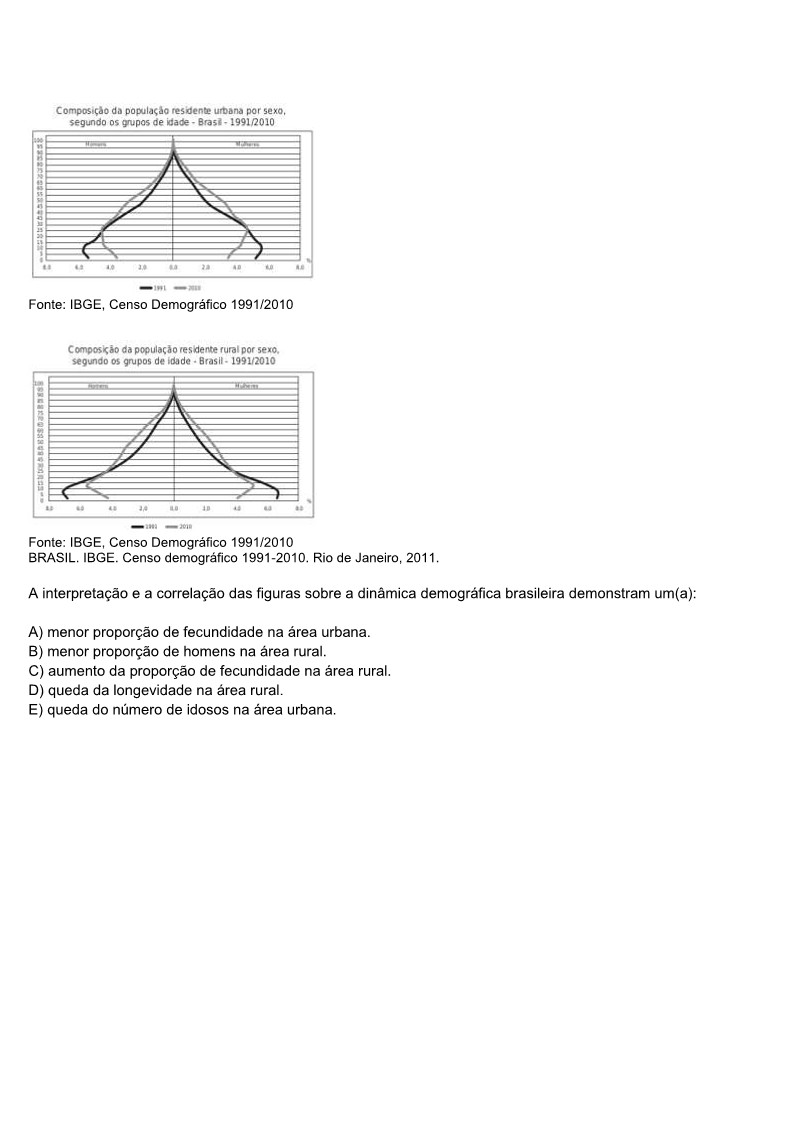 Composição da população residente urbana por sexo,
segundo os grupos de idade - Brasil - 1991/2010
Homens
Mulheres
100
95
90
85
80
75
70
65
60
55
50
45
40
35
30
25
20
15
10
5
0
8,0 6,0 4,0 2,0 0,0 2,0 4,0 6,0 8,0
%
1991 2010
Fonte: IBGE, Censo Demográfico 1991/2010
Composição da população residente rural por sexo,
segundo os grupos de idade - Brasil - 1991/2010
Homens
Mulheres
100
95
90
85
80
75
70
65
60
55
50
45
40
35
30
25
20
15
10
5
0
8,0 6,0 4,0 2,0 0,0 2,0 4,0 6,0 8,0
%
1991 2010
Fonte: IBGE, Censo Demográfico 1991/2010
BRASIL. IBGE. Censo demográfico 1991-2010. Rio de Janeiro, 2011.
A interpretação e a correlação das figuras sobre a dinâmica demográfica brasileira demonstram um(a):
A) menor proporção de fecundidade na área urbana.
B) menor proporção de homens na área rural.
C) aumento da proporção de fecundidade na área rural.
D) queda da longevidade na área rural.
E) queda do número de idosos na área urbana.